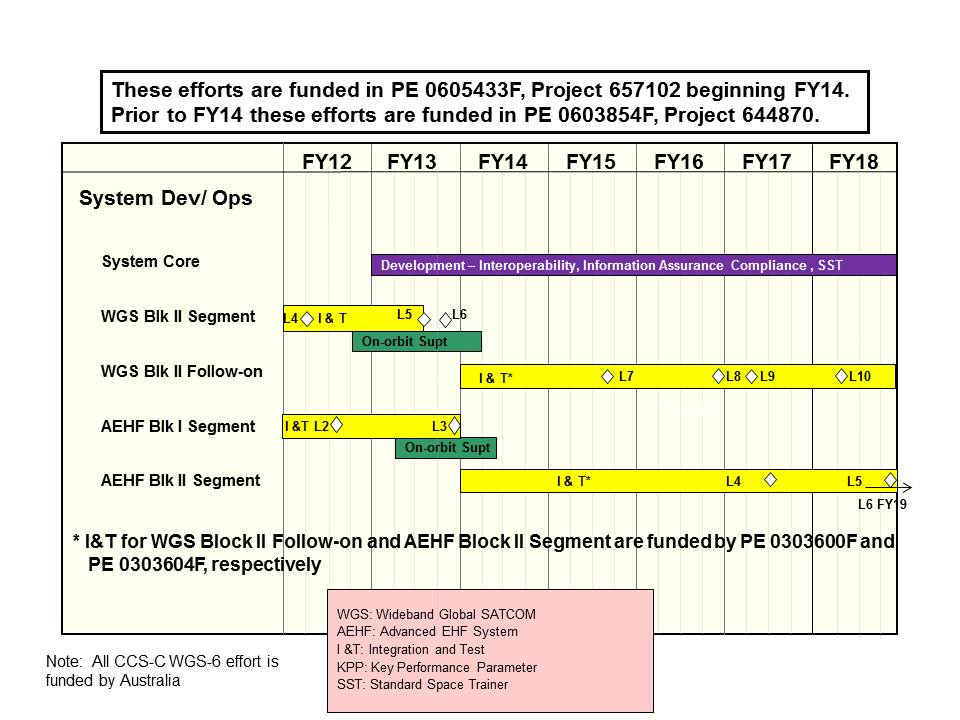 These efforts are funded in PE 0605433F, Project 657102 beginning FY14.
Prior to FY14 these efforts are funded in PE 0603854F, Project 644870.
FY12 FY13 FY14 FY15 FY16 FY17 FY18
System Dev/ Ops
System Core
Development – Interoperability, Information Assurance Compliance , SST
WGS Blk II Segment
L4 I & T L5 L6
On-orbit Supt
WGS Blk II Follow-on
I & T* L7 L8 L9 L10
AEHF Blk I Segment
I &T L2 L3
On-orbit Supt
AEHF Blk II Segment
I & T* L4 L5
L6 FY19
* I&T for WGS Block II Follow-on and AEHF Block II Segment are funded by PE 0303600F and
PE 0303604F, respectively
WGS: Wideband Global SATCOM
AEHF: Advanced EHF System
I &T: Integration and Test
KPP: Key Performance Parameter
SST: Standard Space Trainer
Note: All CCS-C WGS-6 effort is
funded by Australia